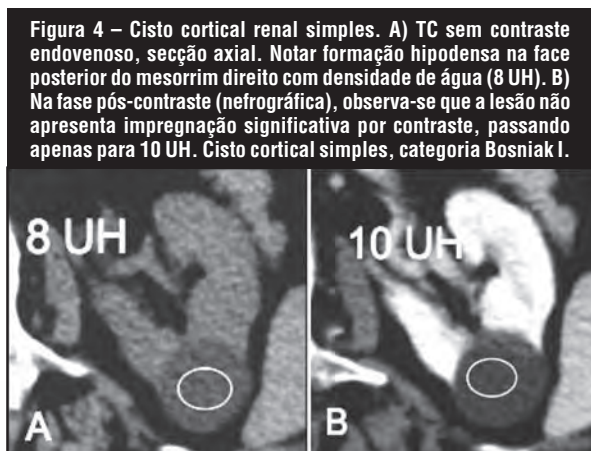 Figura 4 – Cisto cortical renal simples. A) TC sem contraste
endovenoso, secção axial. Notar formação hipodensa na face
posterior do mesorrim direito com densidade de água (8 UH). B)
Na fase pós-contraste (nefrográfica), observa-se que a lesão não
apresenta impregnação significativa por contraste, passando
apenas para 10 UH. Cisto cortical simples, categoria Bosniak I.
8 UH
10 UH
A
B